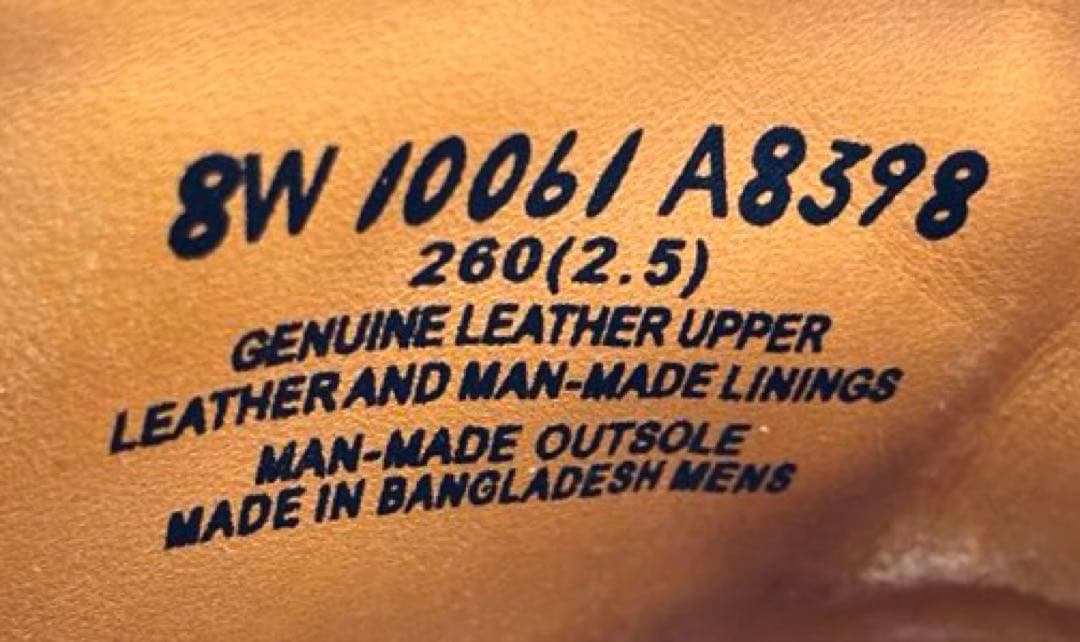 8W 10061 A8398
260(2.5)
GENUINE LEATHER UPPER
LEATHER AND MAN-MADE LININGS
MAN-MADE OUTSOLE
MADE IN BANGLADESH MENS